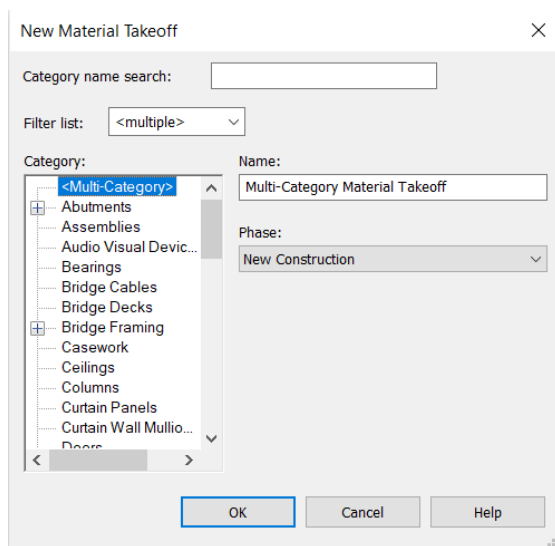 New Material Takeoff
Category name search:
Filter list: <multiple>
Category:
<Multi-Category>
Abutments
Assemblies
Audio Visual Devic...
Bearings
Bridge Cables
Bridge Decks
Bridge Framing
Casework
Ceilings
Columns
Curtain Panels
Curtain Wall Mullio...
Doors
Name:
Multi-Category Material Takeoff
Phase:
New Construction
OK Cancel Help